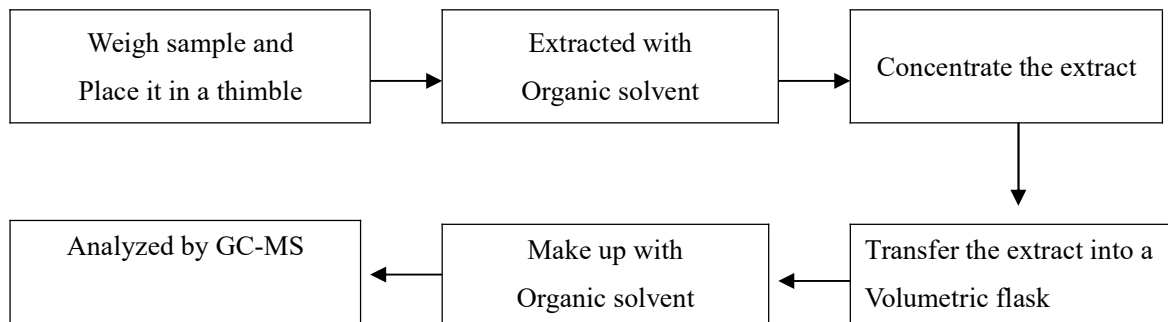 Weigh sample and
Place it in a thimble
Extracted with
Organic solvent
Concentrate the extract
Transfer the extract into a
Volumetric flask
Make up with
Organic solvent
Analyzed by GC-MS